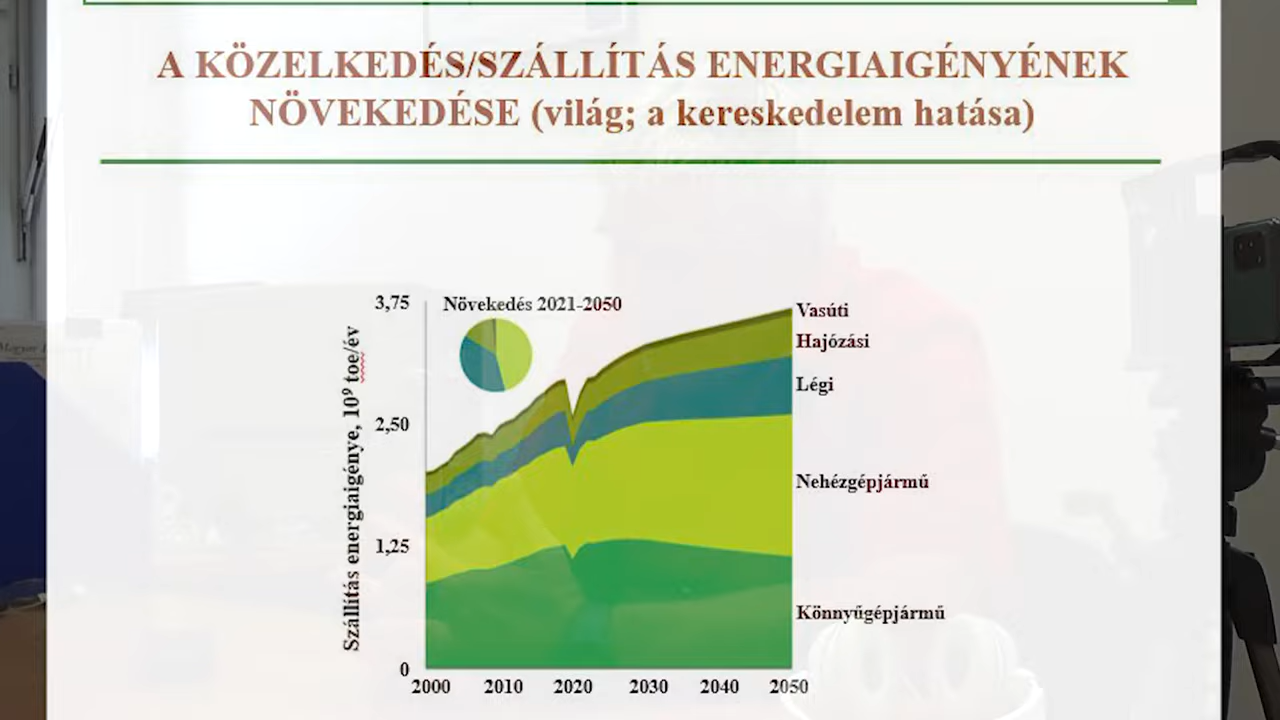 A KÖZELKEDÉS/SZÁLLÍTÁS ENERGIAIGÉNYÉNEK
NÖVEKEDÉSE (világ; a kereskedelem hatása)
Növekedés 2021-2050
Szállítás energiaigénye, 10⁹ toe/év
3,75
2,50
1,25
0
Vasúti
Hajózási
Légi
Nehézgépjármű
Könnyűgépjármű
2000 2010 2020 2030 2040 2050